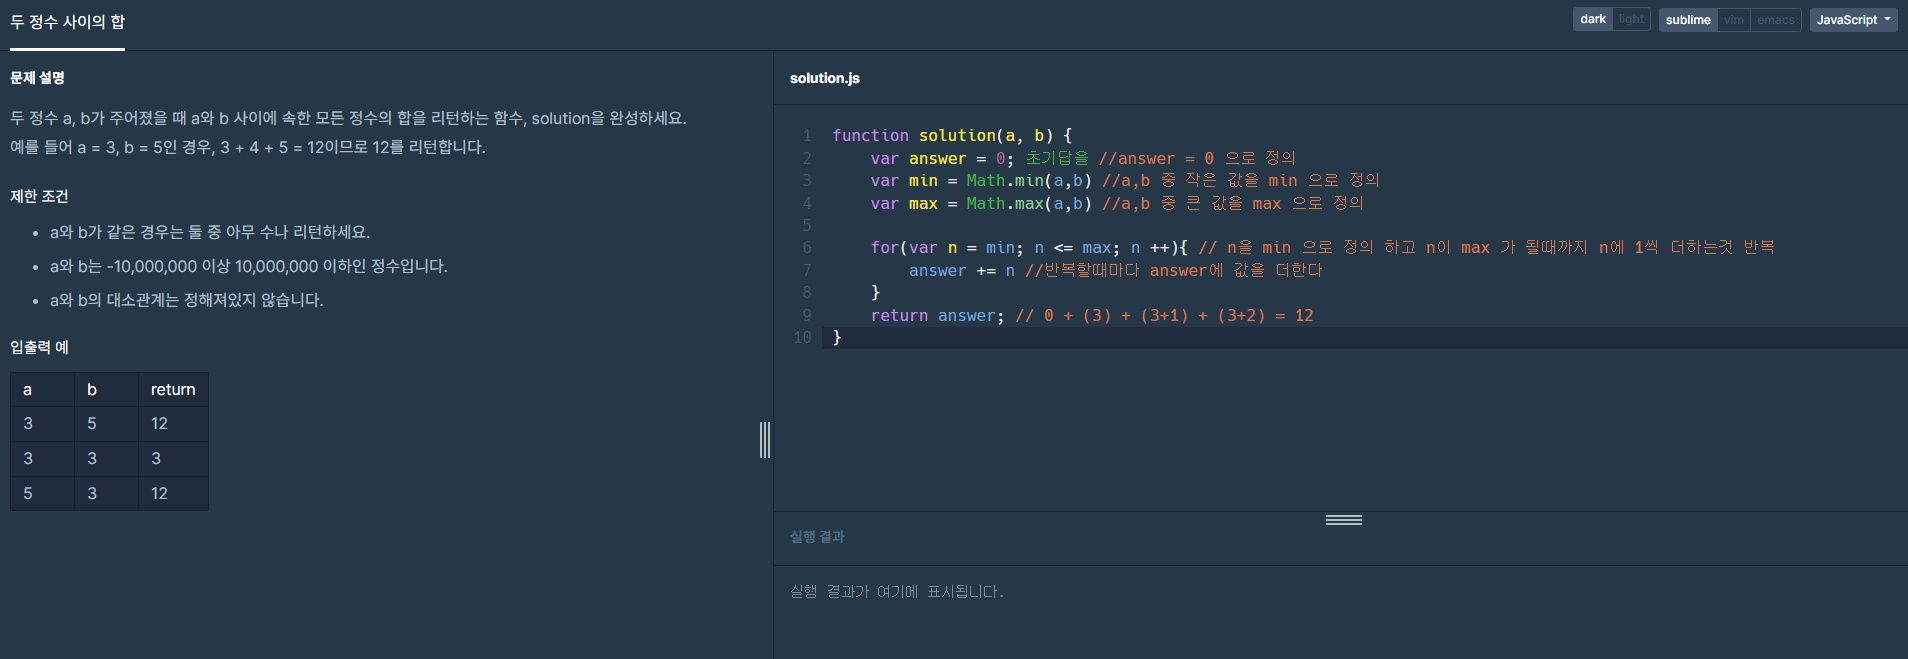 두 정수 사이의 합
dark light sublime vim emacs JavaScript
문제 설명
두 정수 a, b가 주어졌을 때 a와 b 사이에 속한 모든 정수의 합을 리턴하는 함수, solution을 완성하세요.
예를 들어 a = 3, b = 5인 경우, 3 + 4 + 5 = 12이므로 12를 리턴합니다.
제한 조건
• a와 b가 같은 경우는 둘 중 아무 수나 리턴하세요.
• a와 b는 -10,000,000 이상 10,000,000 이하인 정수입니다.
• a와 b의 대소관계는 정해져있지 않습니다.
입출력 예
a b return
3 5 12
3 3 3
5 3 12
solution.js
1 function solution(a, b) {
2 var answer = 0; 초기답을 //answer = 0 으로 정의
3 var min = Math.min(a,b) //a,b 중 작은 값을 min 으로 정의
4 var max = Math.max(a,b) //a,b 중 큰 값을 max 으로 정의
5
6 for(var n = min; n <= max; n ++){ // n을 min 으로 정의 하고 n이 max 가 될때까지 n에 1씩 더하는것 반복
7 answer += n //반복할때마다 answer에 값을 더한다
8 }
9 return answer; // 0 + (3) + (3+1) + (3+2) = 12
10 }
실행 결과
실행 결과가 여기에 표시됩니다.